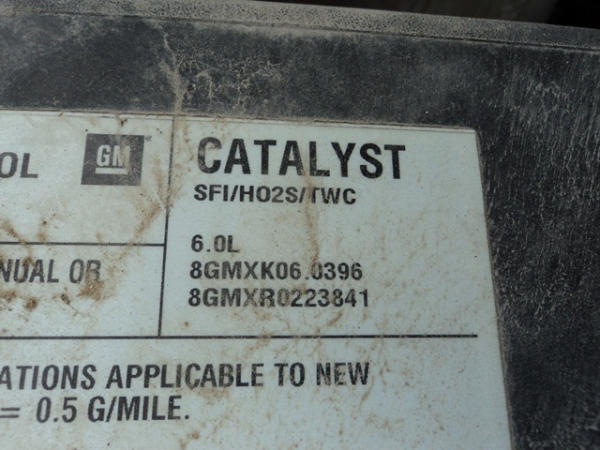 OL GM CATALYST
SFI/HO2S/TWC
6.0L
NUAL OR 8GMXK06.0396
8GMXR0223841
ATIONS APPLICABLE TO NEW
= 0.5 G/MILE.